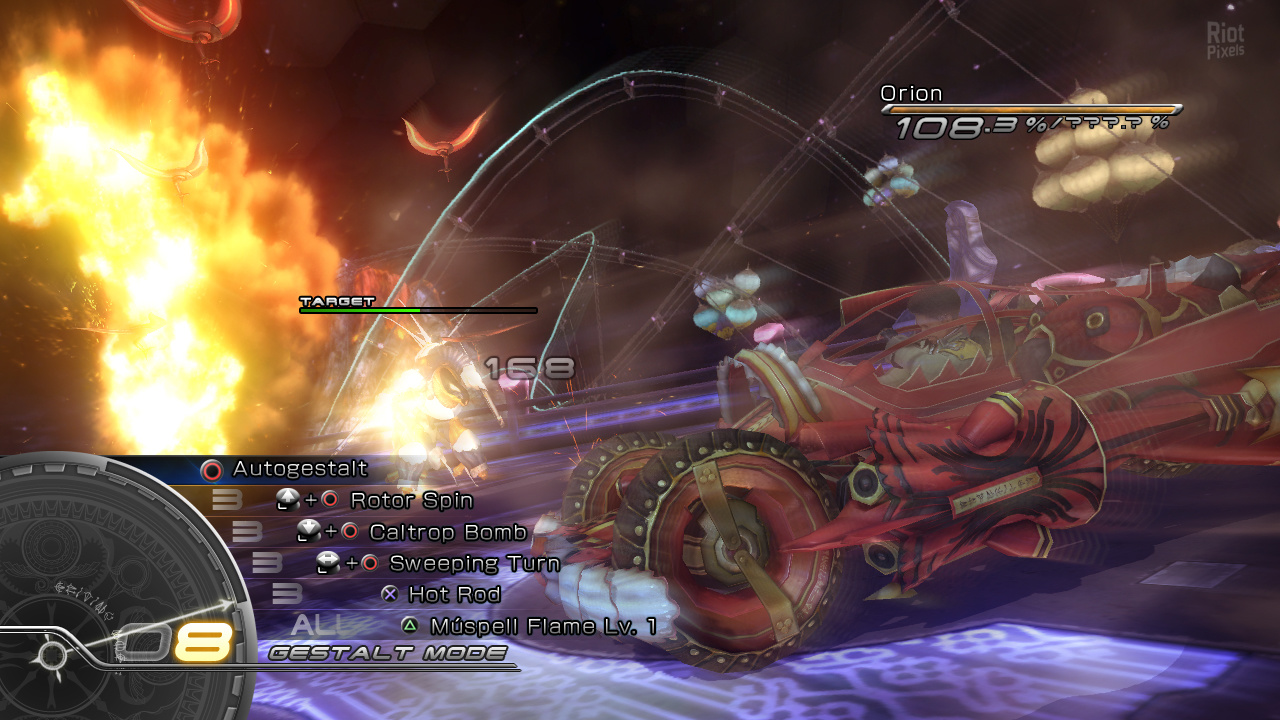 Riot
Pixels
Orion
108.3 %/???.? %
TARGET
168
Autogestalt
3 + Rotor Spin
3 + Caltrop Bomb
3 + Sweeping Turn
3 Hot Rod
ALL Múspell Flame Lv. 1
08
GESTALT MODE